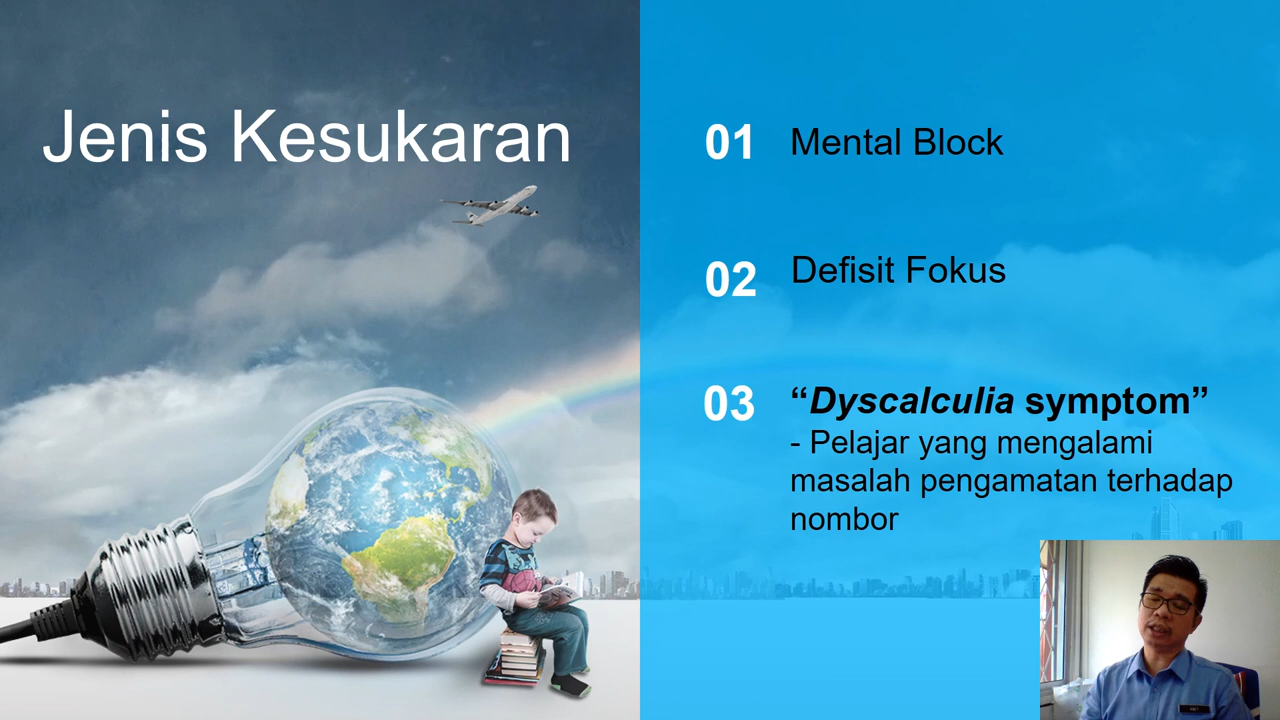 Jenis Kesukaran
01 Mental Block
02 Defisit Fokus
03 “Dyscalculia symptom”
- Pelajar yang mengalami
masalah pengamatan terhadap
nombor